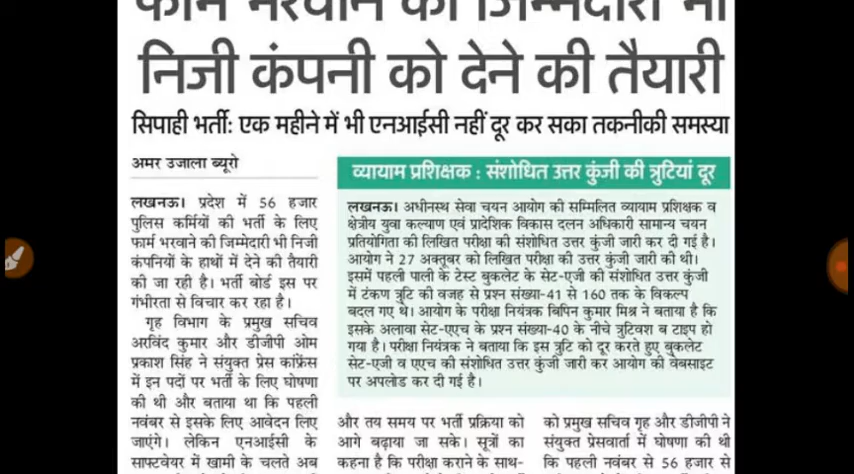 फॉर्म भरवाने की जिम्मेदारी भी
निजी कंपनी को देने की तैयारी
सिपाही भर्ती: एक महीने में भी एनआईसी नहीं दूर कर सका तकनीकी समस्या
अमर उजाला ब्यूरो
लखनऊ। प्रदेश में 56 हजार
पुलिस कर्मियों की भर्ती के लिए
फार्म भरवाने की जिम्मेदारी भी निजी
कंपनियों के हाथों में देने की तैयारी
की जा रही है। भर्ती बोर्ड इस पर
गंभीरता से विचार कर रहा है।
गृह विभाग के प्रमुख सचिव
अरविंद कुमार और डीजीपी ओम
प्रकाश सिंह ने संयुक्त प्रेस कांफ्रेंस
में इन पदों पर भर्ती के लिए घोषणा
की थी और बताया था कि पहली
नवंबर से इसके लिए आवेदन लिए
जाएंगे। लेकिन एनआईसी के
साफ्टवेयर में खामी के चलते अब
व्यायाम प्रशिक्षक : संशोधित उत्तर कुंजी की त्रुटियां दूर
लखनऊ। अधीनस्थ सेवा चयन आयोग की सम्मिलित व्यायाम प्रशिक्षक व
क्षेत्रीय युवा कल्याण एवं प्रादेशिक विकास दलन अधिकारी सामान्य चयन
प्रतियोगिता की लिखित परीक्षा की संशोधित उत्तर कुंजी जारी कर दी गई है।
आयोग ने 27 अक्तूबर को लिखित परीक्षा की उत्तर कुंजी जारी की थी।
इसमें पहली पाली के टेस्ट बुकलेट के सेट-एजी की संशोधित उत्तर कुंजी
में टंकण त्रुटि की वजह से प्रश्न संख्या-41 से 160 तक के विकल्प
बदल गए थे। आयोग के परीक्षा नियंत्रक बिपिन कुमार मिश्र ने बताया है कि
इसके अलावा सेट-एएच के प्रश्न संख्या-40 के नीचे त्रुटिवश ब टाइप हो
गया है। परीक्षा नियंत्रक ने बताया कि इस त्रुटि को दूर करते हुए बुकलेट
सेट-एजी व एएच की संशोधित उत्तर कुंजी जारी कर आयोग की वेबसाइट
पर अपलोड कर दी गई है।
और तय समय पर भर्ती प्रक्रिया को
आगे बढ़ाया जा सके। सूत्रों का
कहना है कि परीक्षा कराने के साथ-
को प्रमुख सचिव गृह और डीजीपी ने
संयुक्त प्रेसवार्ता में घोषणा की थी
कि पहली नवंबर से 56 हजार से